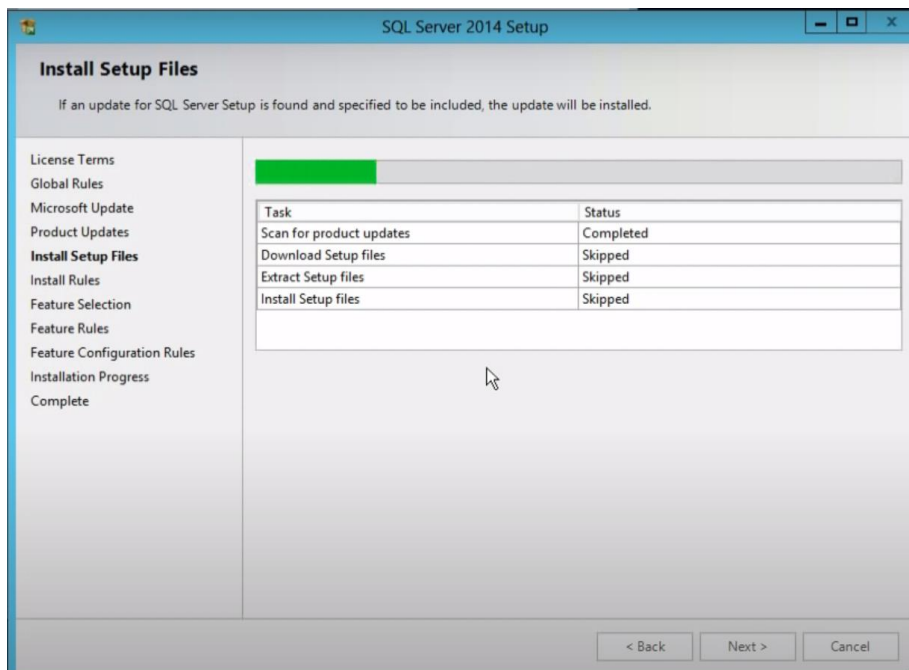 SQL Server 2014 Setup
Install Setup Files
If an update for SQL Server Setup is found and specified to be included, the update will be installed.
License Terms
Global Rules
Microsoft Update
Product Updates
Install Setup Files
Install Rules
Feature Selection
Feature Rules
Feature Configuration Rules
Installation Progress
Complete
Task Status
Scan for product updates Completed
Download Setup files Skipped
Extract Setup files Skipped
Install Setup files Skipped
< Back Next > Cancel